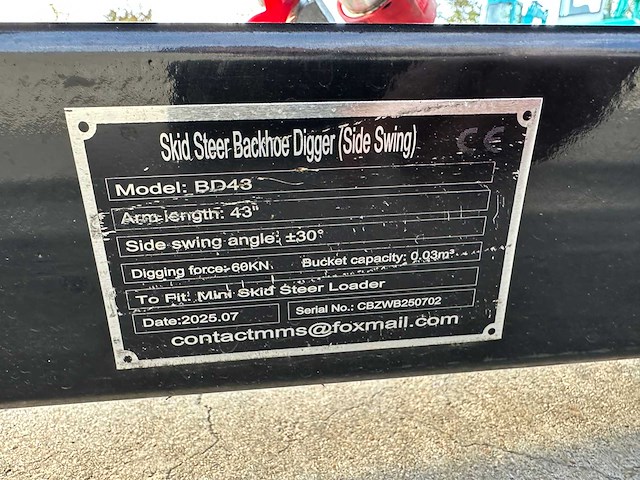 Skid Steer Backhoe Digger (Side Swing) CE
Model: BD43
Arm length: 43"
Side swing angle: ±30°
Digging force: 60KN Bucket capacity: 0.03m³
To Fit: Mini Skid Steer Loader
Date:2025.07 Serial No.: CBZWB250702
contactmms@foxmail.com